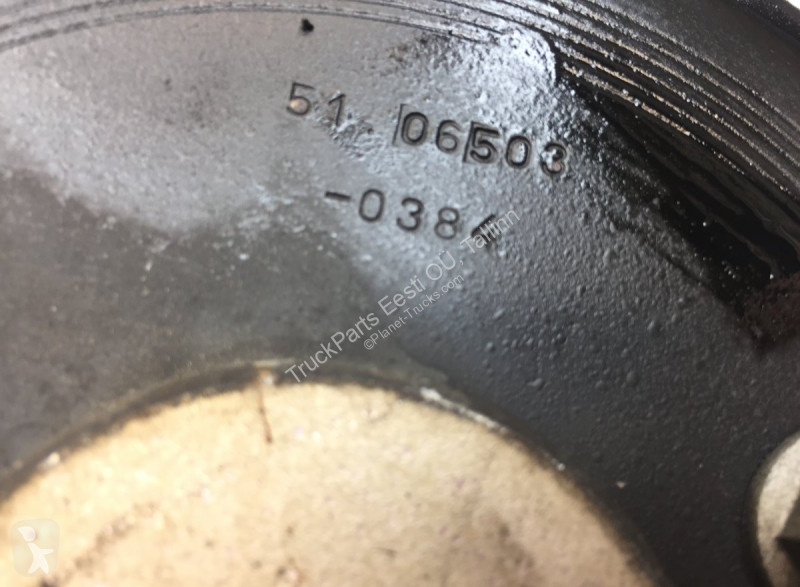 51 06503
-0384
TruckParts Eesti OÜ, Tallinn
©Planet-Trucks.com